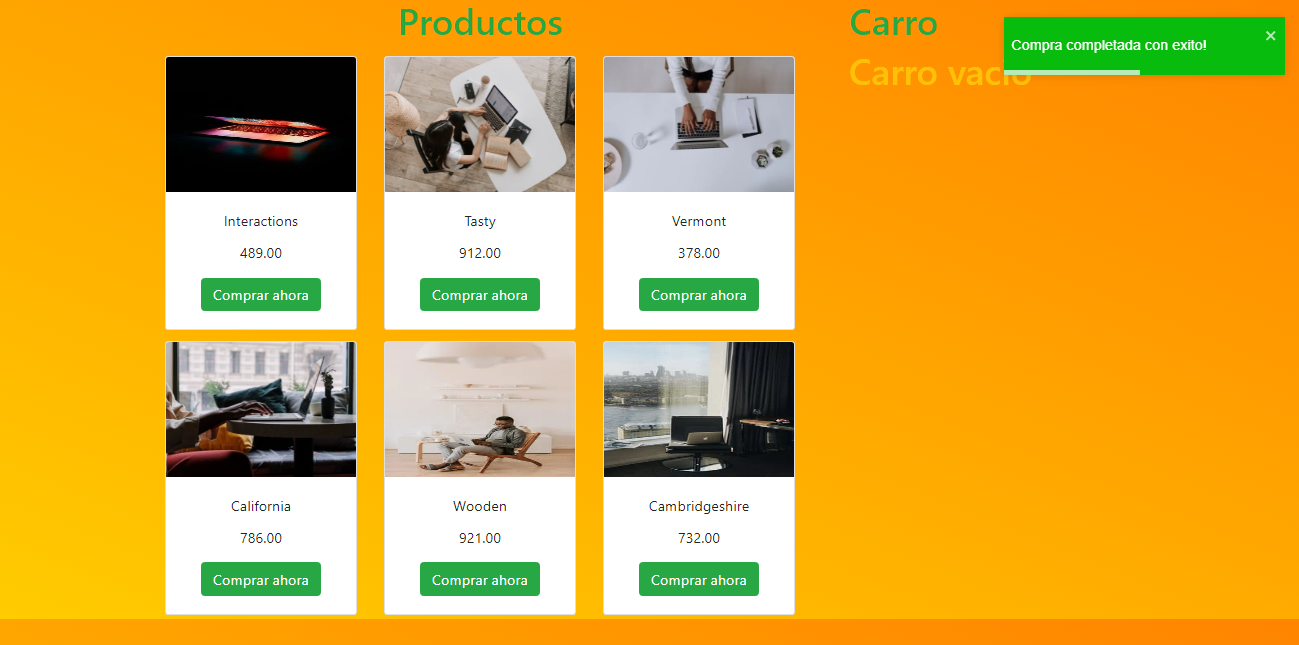 Productos
Carro
Compra completada con exito!
×
Carro vacio
Interactions
489.00
Comprar ahora
Tasty
912.00
Comprar ahora
Vermont
378.00
Comprar ahora
California
786.00
Comprar ahora
Wooden
921.00
Comprar ahora
Cambridgeshire
732.00
Comprar ahora